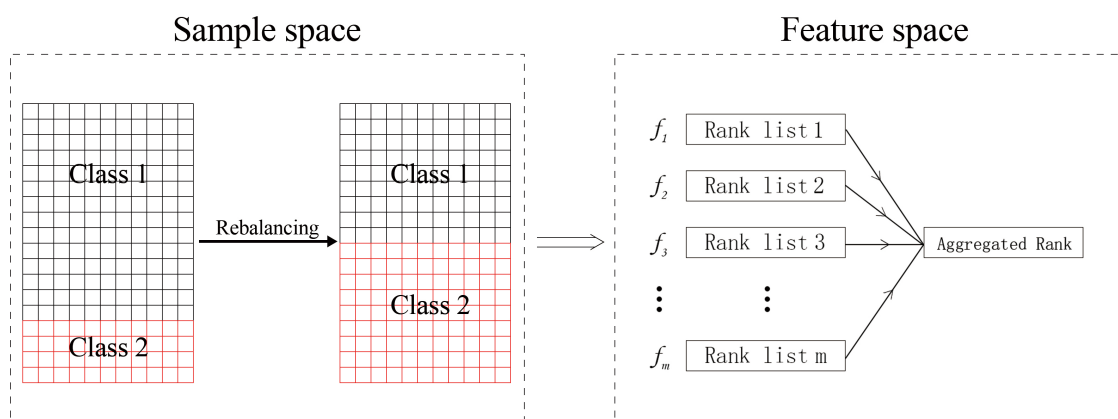 Sample space
Feature space
Class 1
Class 2
Rebalancing
Class 1
Class 2
f1 Rank list 1
f2 Rank list 2
f3 Rank list 3
fm Rank list m
Aggregated Rank